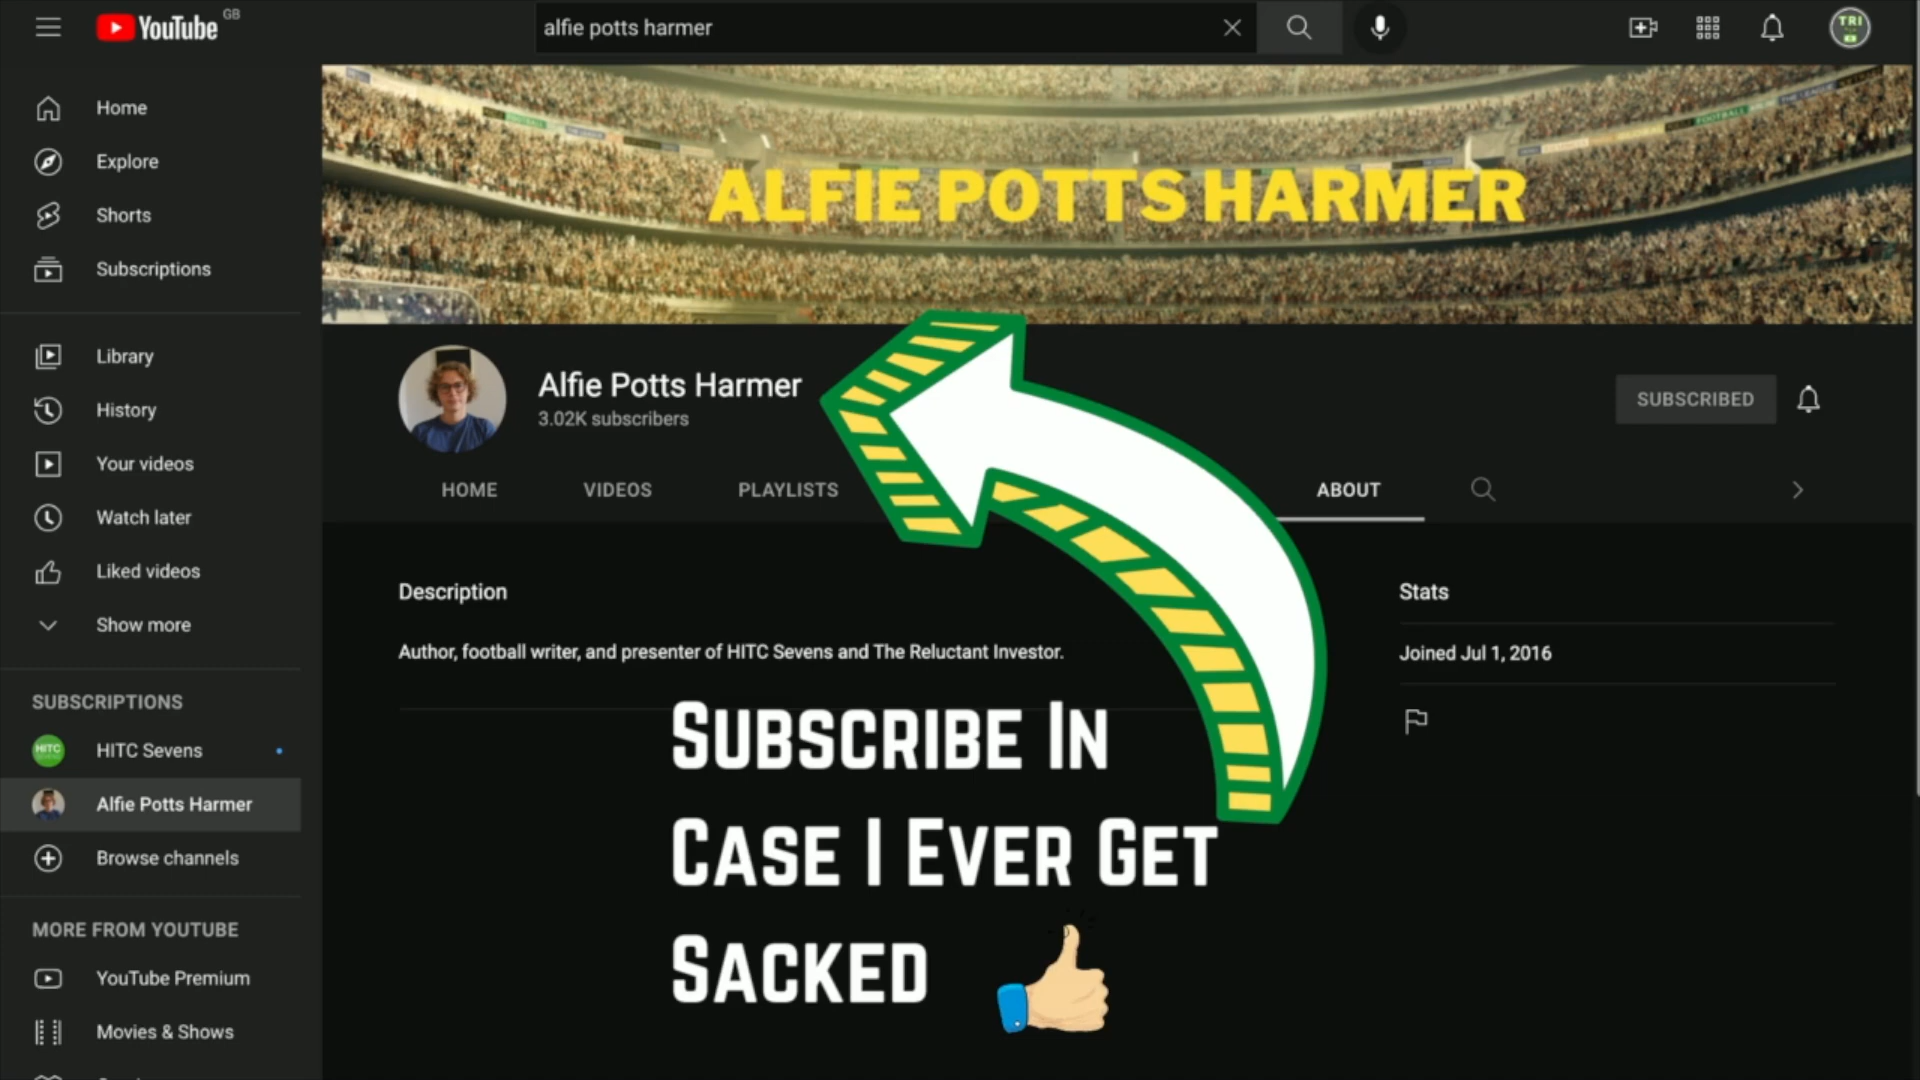 YouTube GB
alfie potts harmer
TRI
Home
Explore
Shorts
Subscriptions
Library
History
Your videos
Watch later
Liked videos
Show more
SUBSCRIPTIONS
HITC Sevens
Alfie Potts Harmer
Browse channels
MORE FROM YOUTUBE
YouTube Premium
Movies & Shows
ALFIE POTTS HARMER
Alfie Potts Harmer
3.02K subscribers
SUBSCRIBED
HOME VIDEOS PLAYLISTS ABOUT
Description
Author, football writer, and presenter of HITC Sevens and The Reluctant Investor.
Stats
Joined Jul 1, 2016
SUBSCRIBE IN
CASE I EVER GET
SACKED